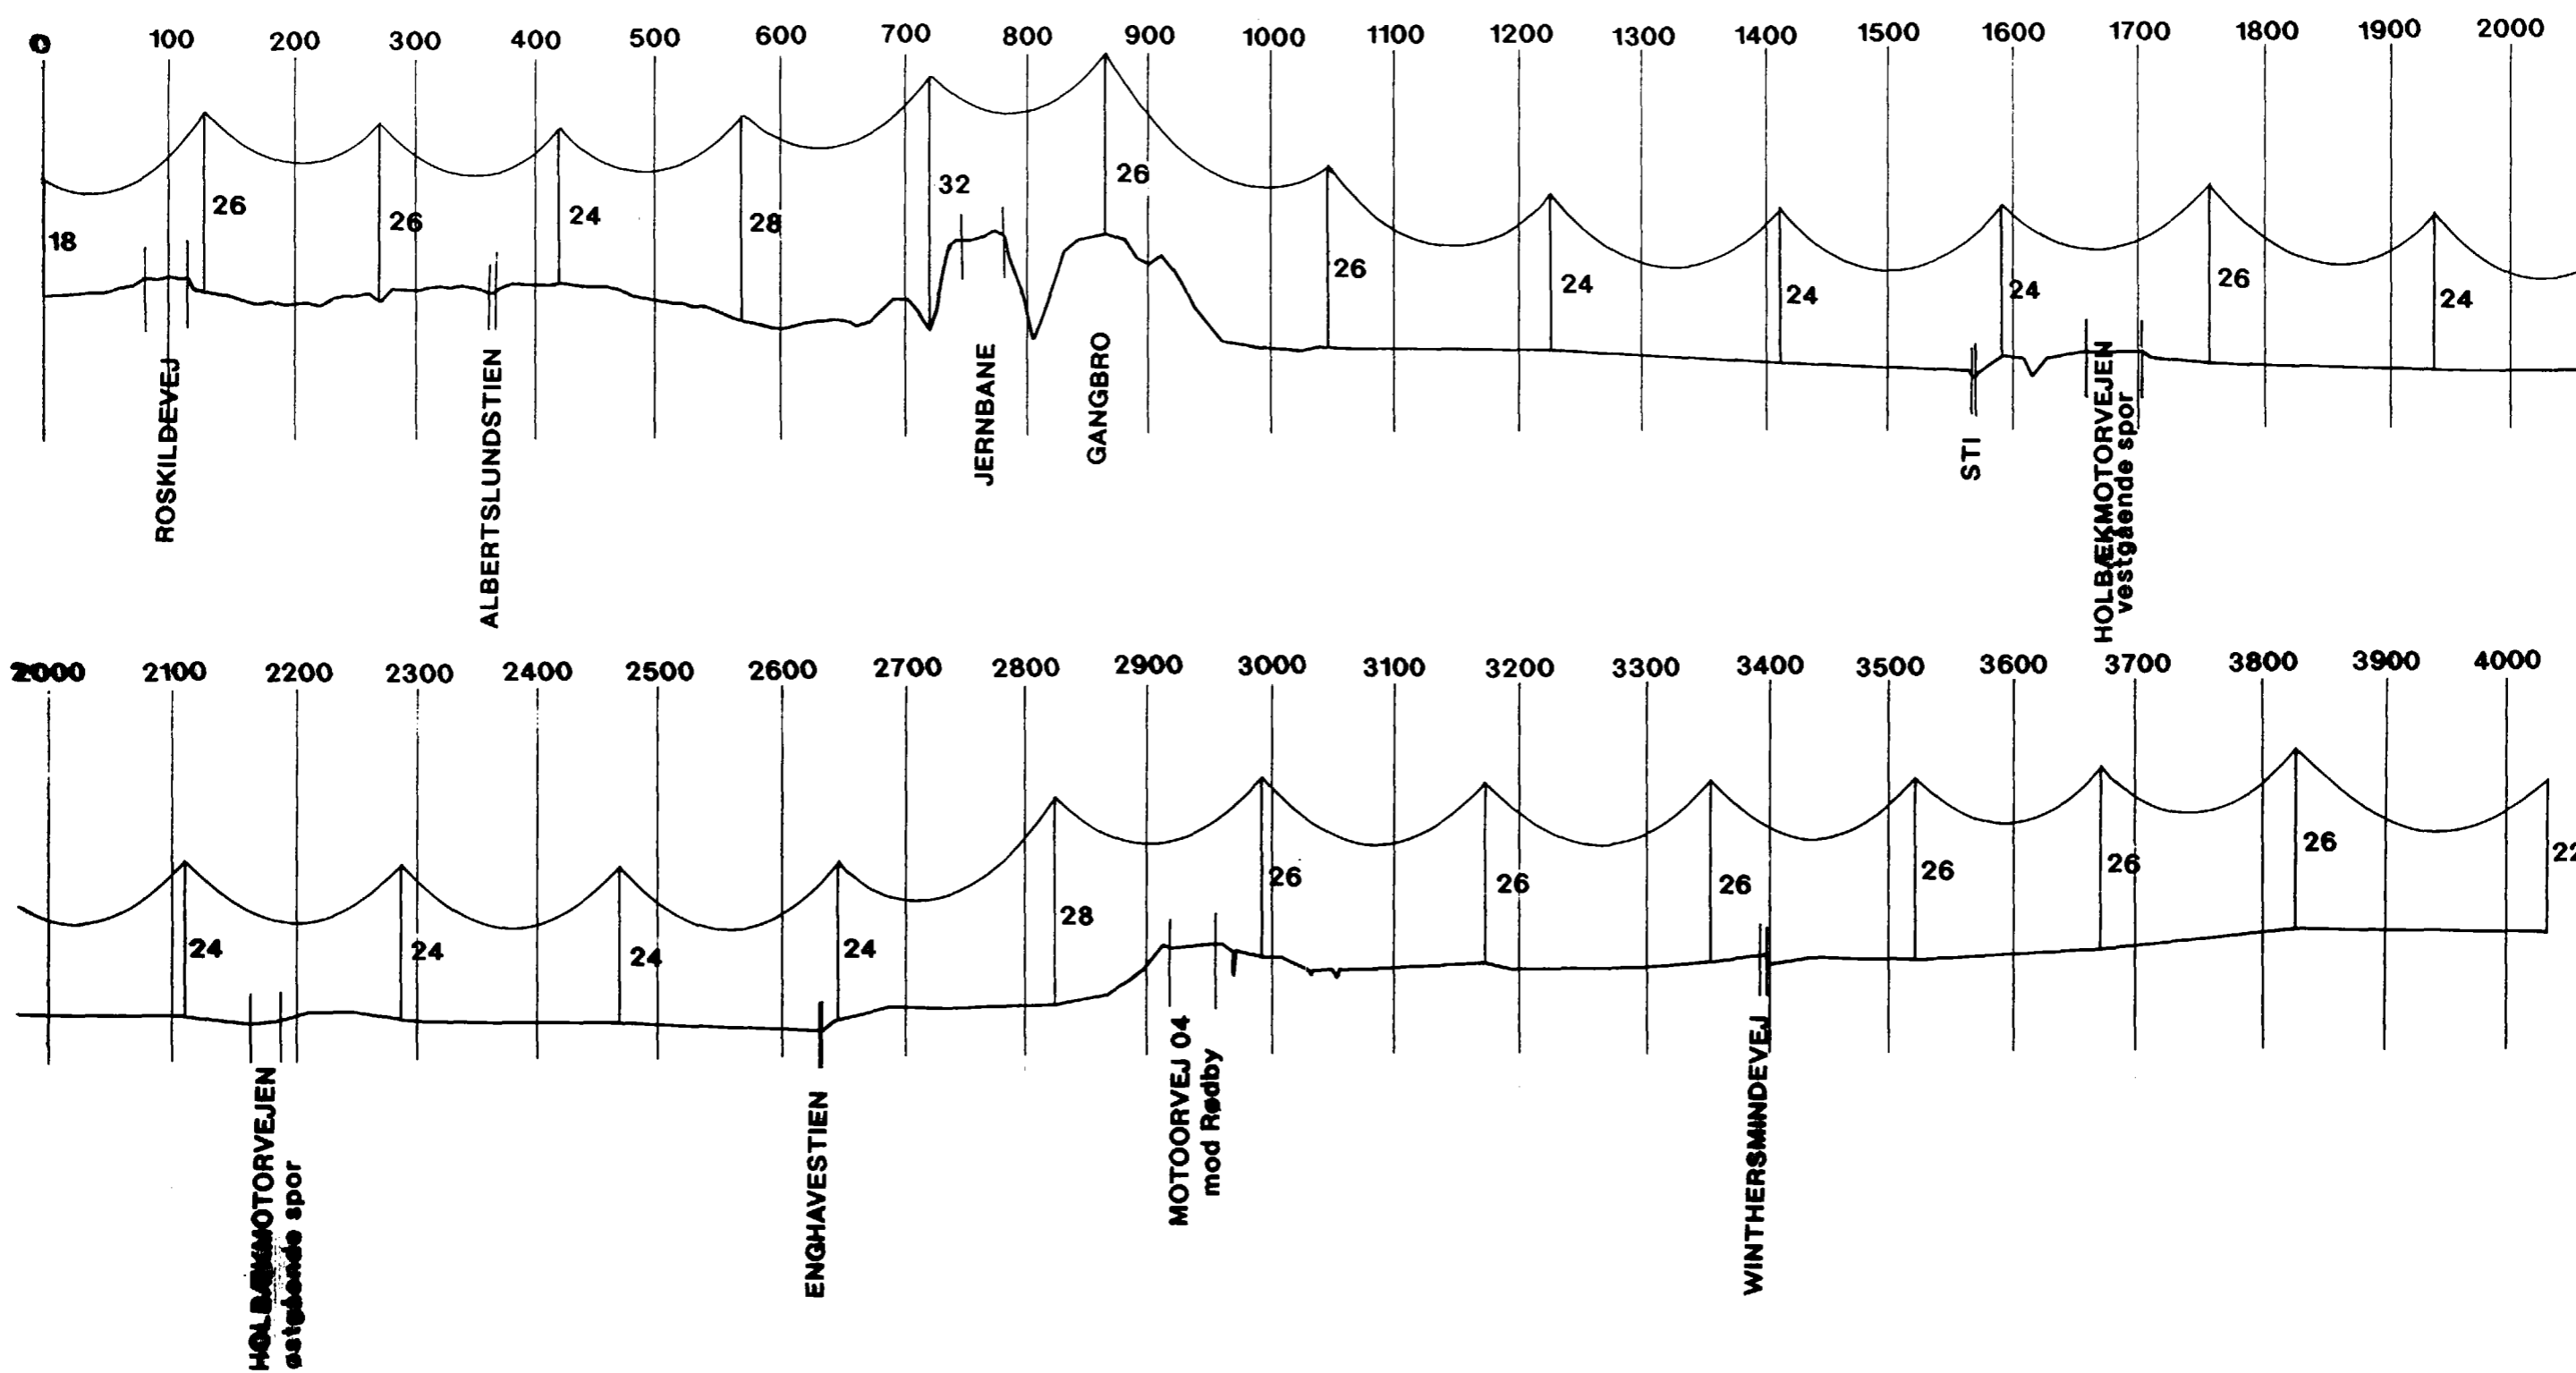 0 100 200 300 400 500 600 700 800 900 1000 1100 1200 1300 1400 1500 1600 1700 1800 1900 2000
18 26 26 24 28 32 26 26 24 24 24 26 24
ROSKILDEVEJ
ALBERTSLUNDSTIEN
JERNBANE
GANGBRO
STI
HOLBÆKMOTORVEJEN
vestgående spor
2000 2100 2200 2300 2400 2500 2600 2700 2800 2900 3000 3100 3200 3300 3400 3500 3600 3700 3800 3900 4000
24 24 24 24 28 26 26 26 26 26 26 22
HOLBÆKMOTORVEJEN
østgående spor
ENGHAVESTIEN
MOTOORVEJ 04
mod Rødby
WINTHERSMINDEVEJ